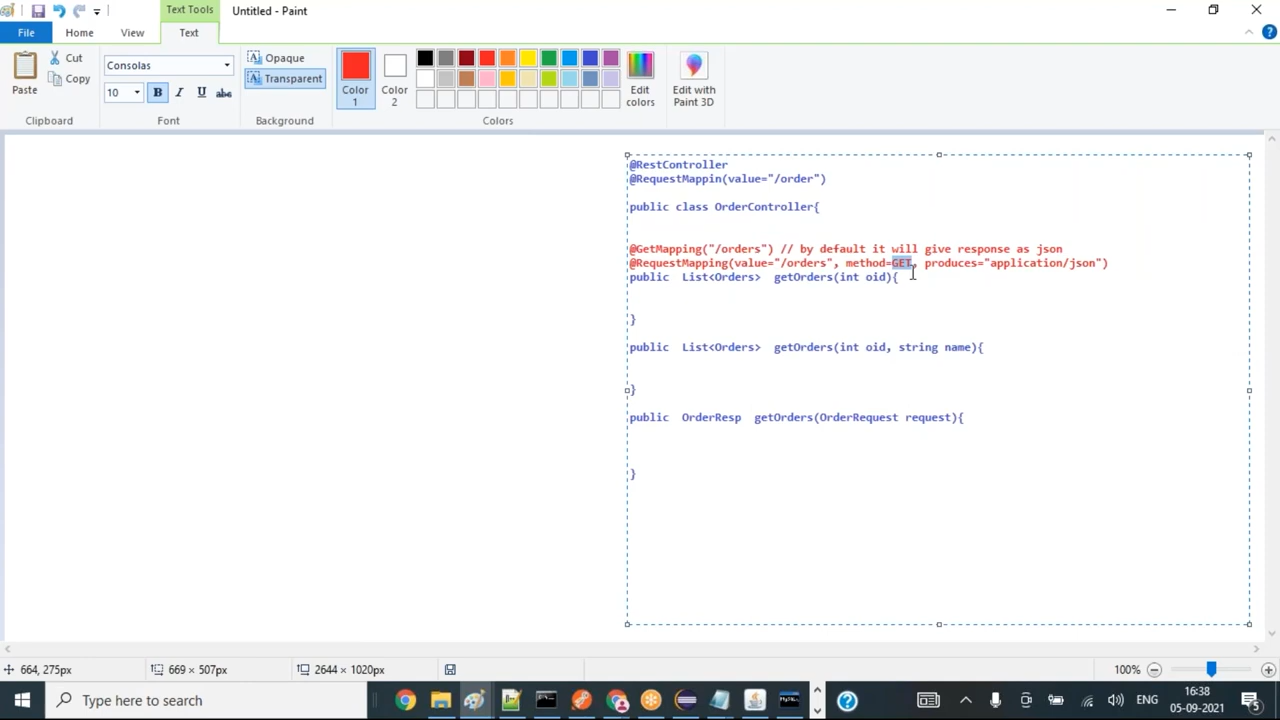 Text Tools
Untitled - Paint
File
Home
View
Text
Paste
Cut
Copy
Clipboard
Consolas
10
B
I
U
abc
Font
Opaque
Transparent
Background
Color 1
Color 2
Edit colors
Colors
Edit with Paint 3D
@RestController
@RequestMappin(value="/order")
public class OrderController{
@GetMapping("/orders") // by default it will give response as json
@RequestMapping(value="/orders", method=GET, produces="application/json")
public List<Orders> getOrders(int oid){
}
public List<Orders> getOrders(int oid, string name){
}
public OrderResp getOrders(OrderRequest request){
}
664, 275px
669 × 507px
2644 × 1020px
100%
Type here to search
ENG
16:38
05-09-2021
5